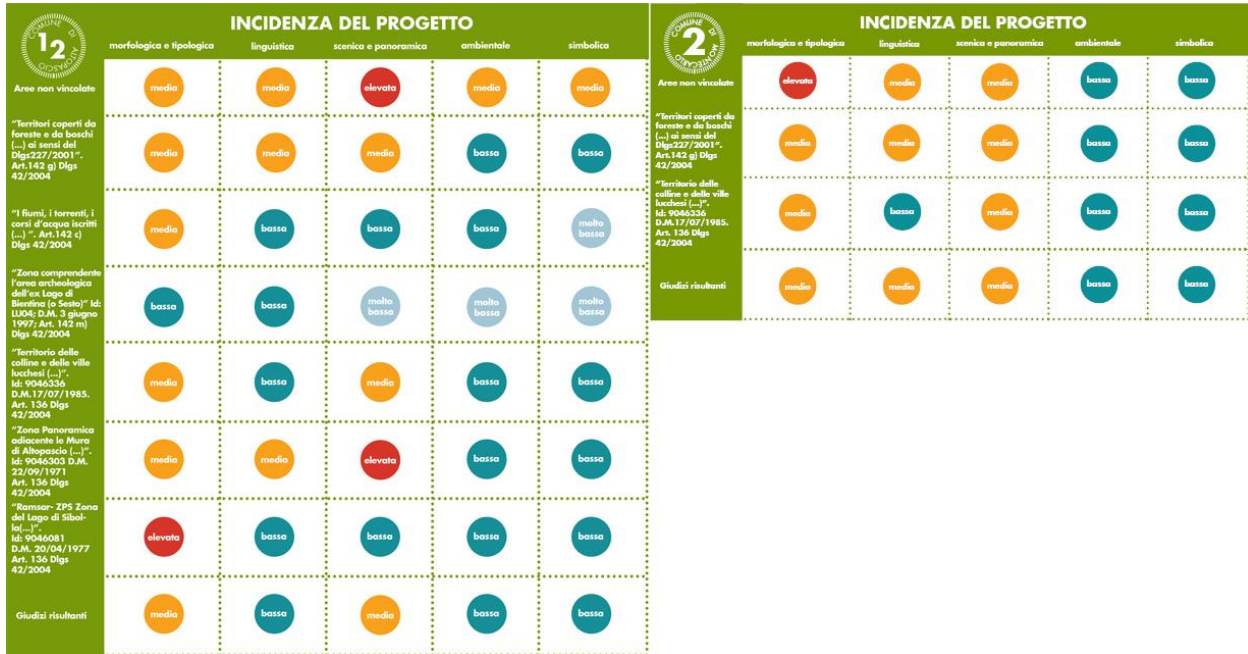 COMUNE DI ALTOPASCIO
12
INCIDENZA DEL PROGETTO
morfologica e tipologica
linguistica
scenica e panoramica
ambientale
simbolica
Aree non vincolate
media
media
elevata
media
media
"Territori coperti da
foreste e da boschi
(...) ai sensi del
Dlgs227/2001".
Art.142 g) Dlgs
42/2004
media
media
media
bassa
bassa
"I fiumi, i torrenti, i
corsi d'acqua iscritti
(...) ". Art.142 c)
Dlgs 42/2004
media
bassa
bassa
bassa
molto
bassa
"Zona comprendente
l'area archeologica
dell'ex Lago di
Bientina (o Sesto)" Id:
LU04; D.M. 3 giugno
1997; Art. 142 m)
Dlgs 42/2004
bassa
bassa
molto
bassa
molto
bassa
molto
bassa
"Territorio delle
colline e delle ville
lucchesi (...)".
Id: 9046336
D.M.17/07/1985.
Art. 136 Dlgs
42/2004
media
bassa
media
bassa
bassa
"Zona Panoramica
adiacente le Mura
di Altopascio (...)".
Id: 9046303 D.M.
22/09/1971
Art. 136 Dlgs
42/2004
media
media
elevata
bassa
bassa
"Ramsar- ZPS Zona
del Lago di Sibol-
la(...)".
Id: 9046081
D.M. 20/04/1977
Art. 136 Dlgs
42/2004
elevata
bassa
bassa
bassa
bassa
Giudizi risultanti
media
bassa
media
bassa
bassa
COMUNE DI MONTECARLO
2
INCIDENZA DEL PROGETTO
morfologica e tipologica
linguistica
scenica e panoramica
ambientale
simbolica
Aree non vincolate
elevata
media
media
bassa
bassa
"Territori coperti da
foreste e da boschi
(...) ai sensi del
Dlgs227/2001".
Art.142 g) Dlgs
42/2004
media
media
media
bassa
bassa
"Territorio delle
colline e delle ville
lucchesi (...)".
Id: 9046336
D.M.17/07/1985.
Art. 136 Dlgs
42/2004
media
bassa
media
bassa
bassa
Giudizi risultanti
media
media
media
bassa
bassa